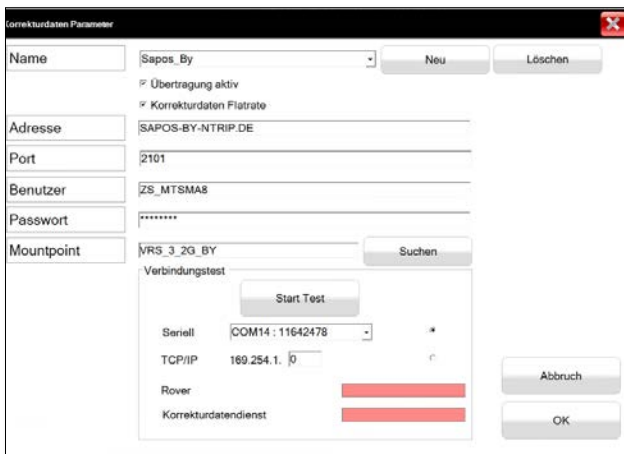 Korrekturdaten Parameter
Name
Sapos_By
Neu
Löschen
Übertragung aktiv
Korrekturdaten Flatrate
Adresse
SAPOS-BY-NTRIP.DE
Port
2101
Benutzer
ZS_MTSMA8
Passwort
********
Mountpoint
VRS_3_2G_BY
Suchen
Verbindungstest
Start Test
Seriell
COM14 : 11642478
TCP/IP
169.254.1.
0
Rover
Korrekturdatendienst
Abbruch
OK